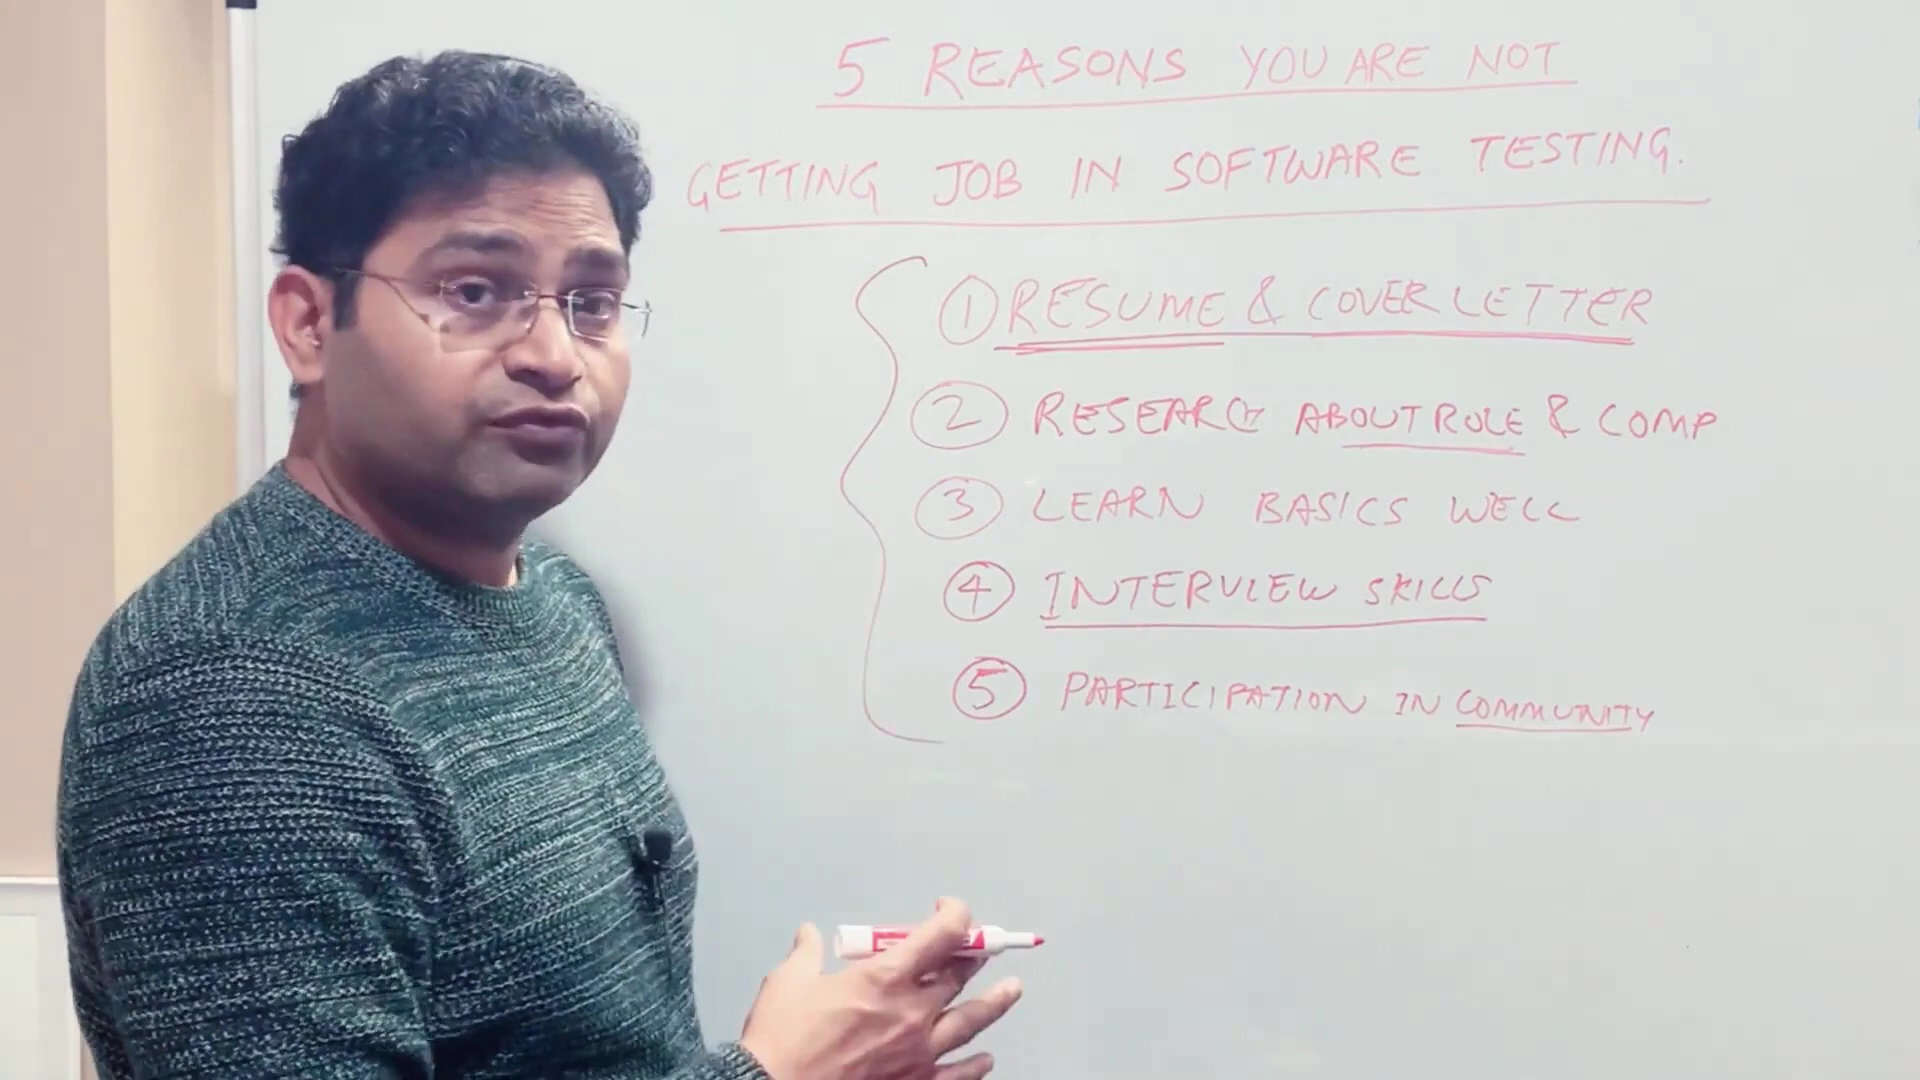 5 REASONS YOU ARE NOT
GETTING JOB IN SOFTWARE TESTING.
1 RESUME & COVER LETTER
2 RESEARCH ABOUT ROLE & COMP
3 LEARN BASICS WELL
4 INTERVIEW SKILLS
5 PARTICIPATION IN COMMUNITY